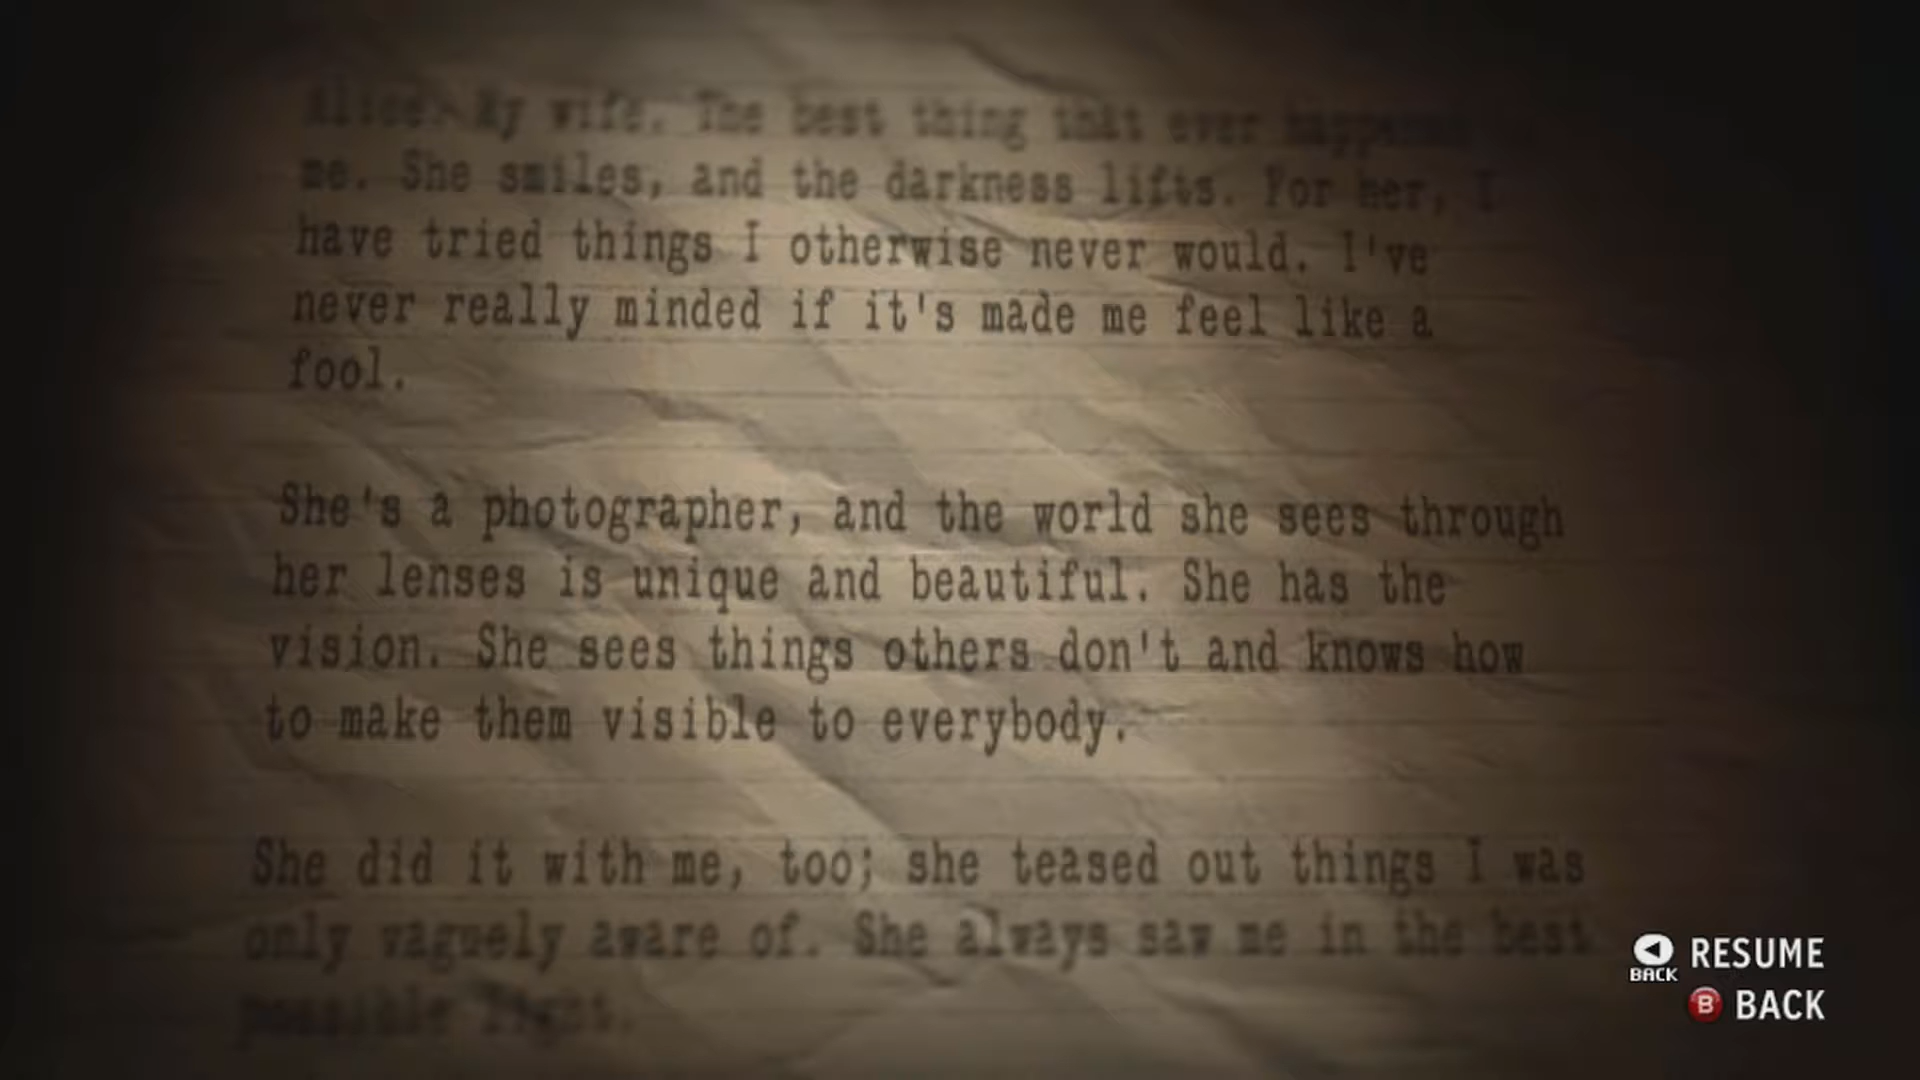 Alice. My wife. The best thing that ever happened to
me. She smiles, and the darkness lifts. For her, I
have tried things I otherwise never would. I've
never really minded if it's made me feel like a
fool.
She's a photographer, and the world she sees through
her lenses is unique and beautiful. She has the
vision. She sees things others don't and knows how
to make them visible to everybody.
She did it with me, too; she teased out things I was
only vaguely aware of. She always saw me in the best
possible light.
BACK RESUME
B BACK